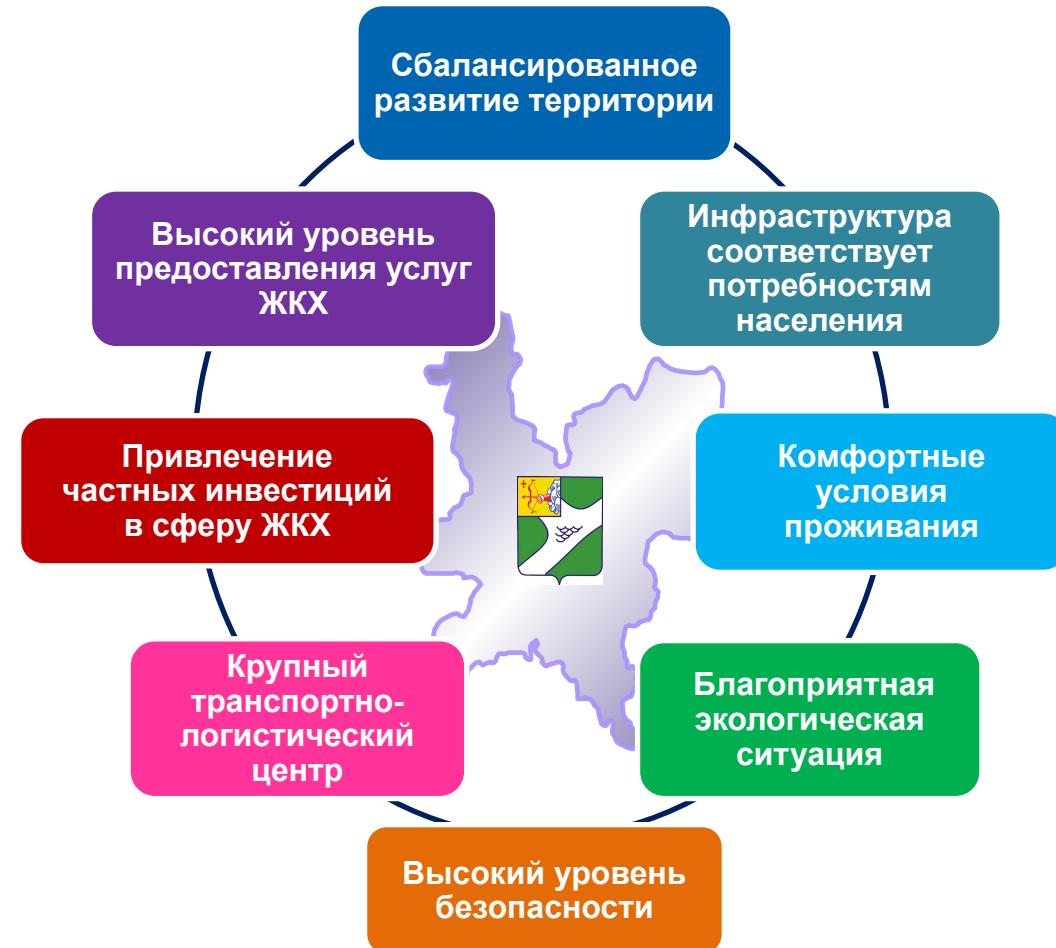 Сбалансированное
развитие территории
Высокий уровень
предоставления услуг
ЖКХ
Инфраструктура
соответствует
потребностям
населения
Привлечение
частных инвестиций
в сферу ЖКХ
Комфортные
условия
проживания
Крупный
транспортно-
логистический
центр
Благоприятная
экологическая
ситуация
Высокий уровень
безопасности